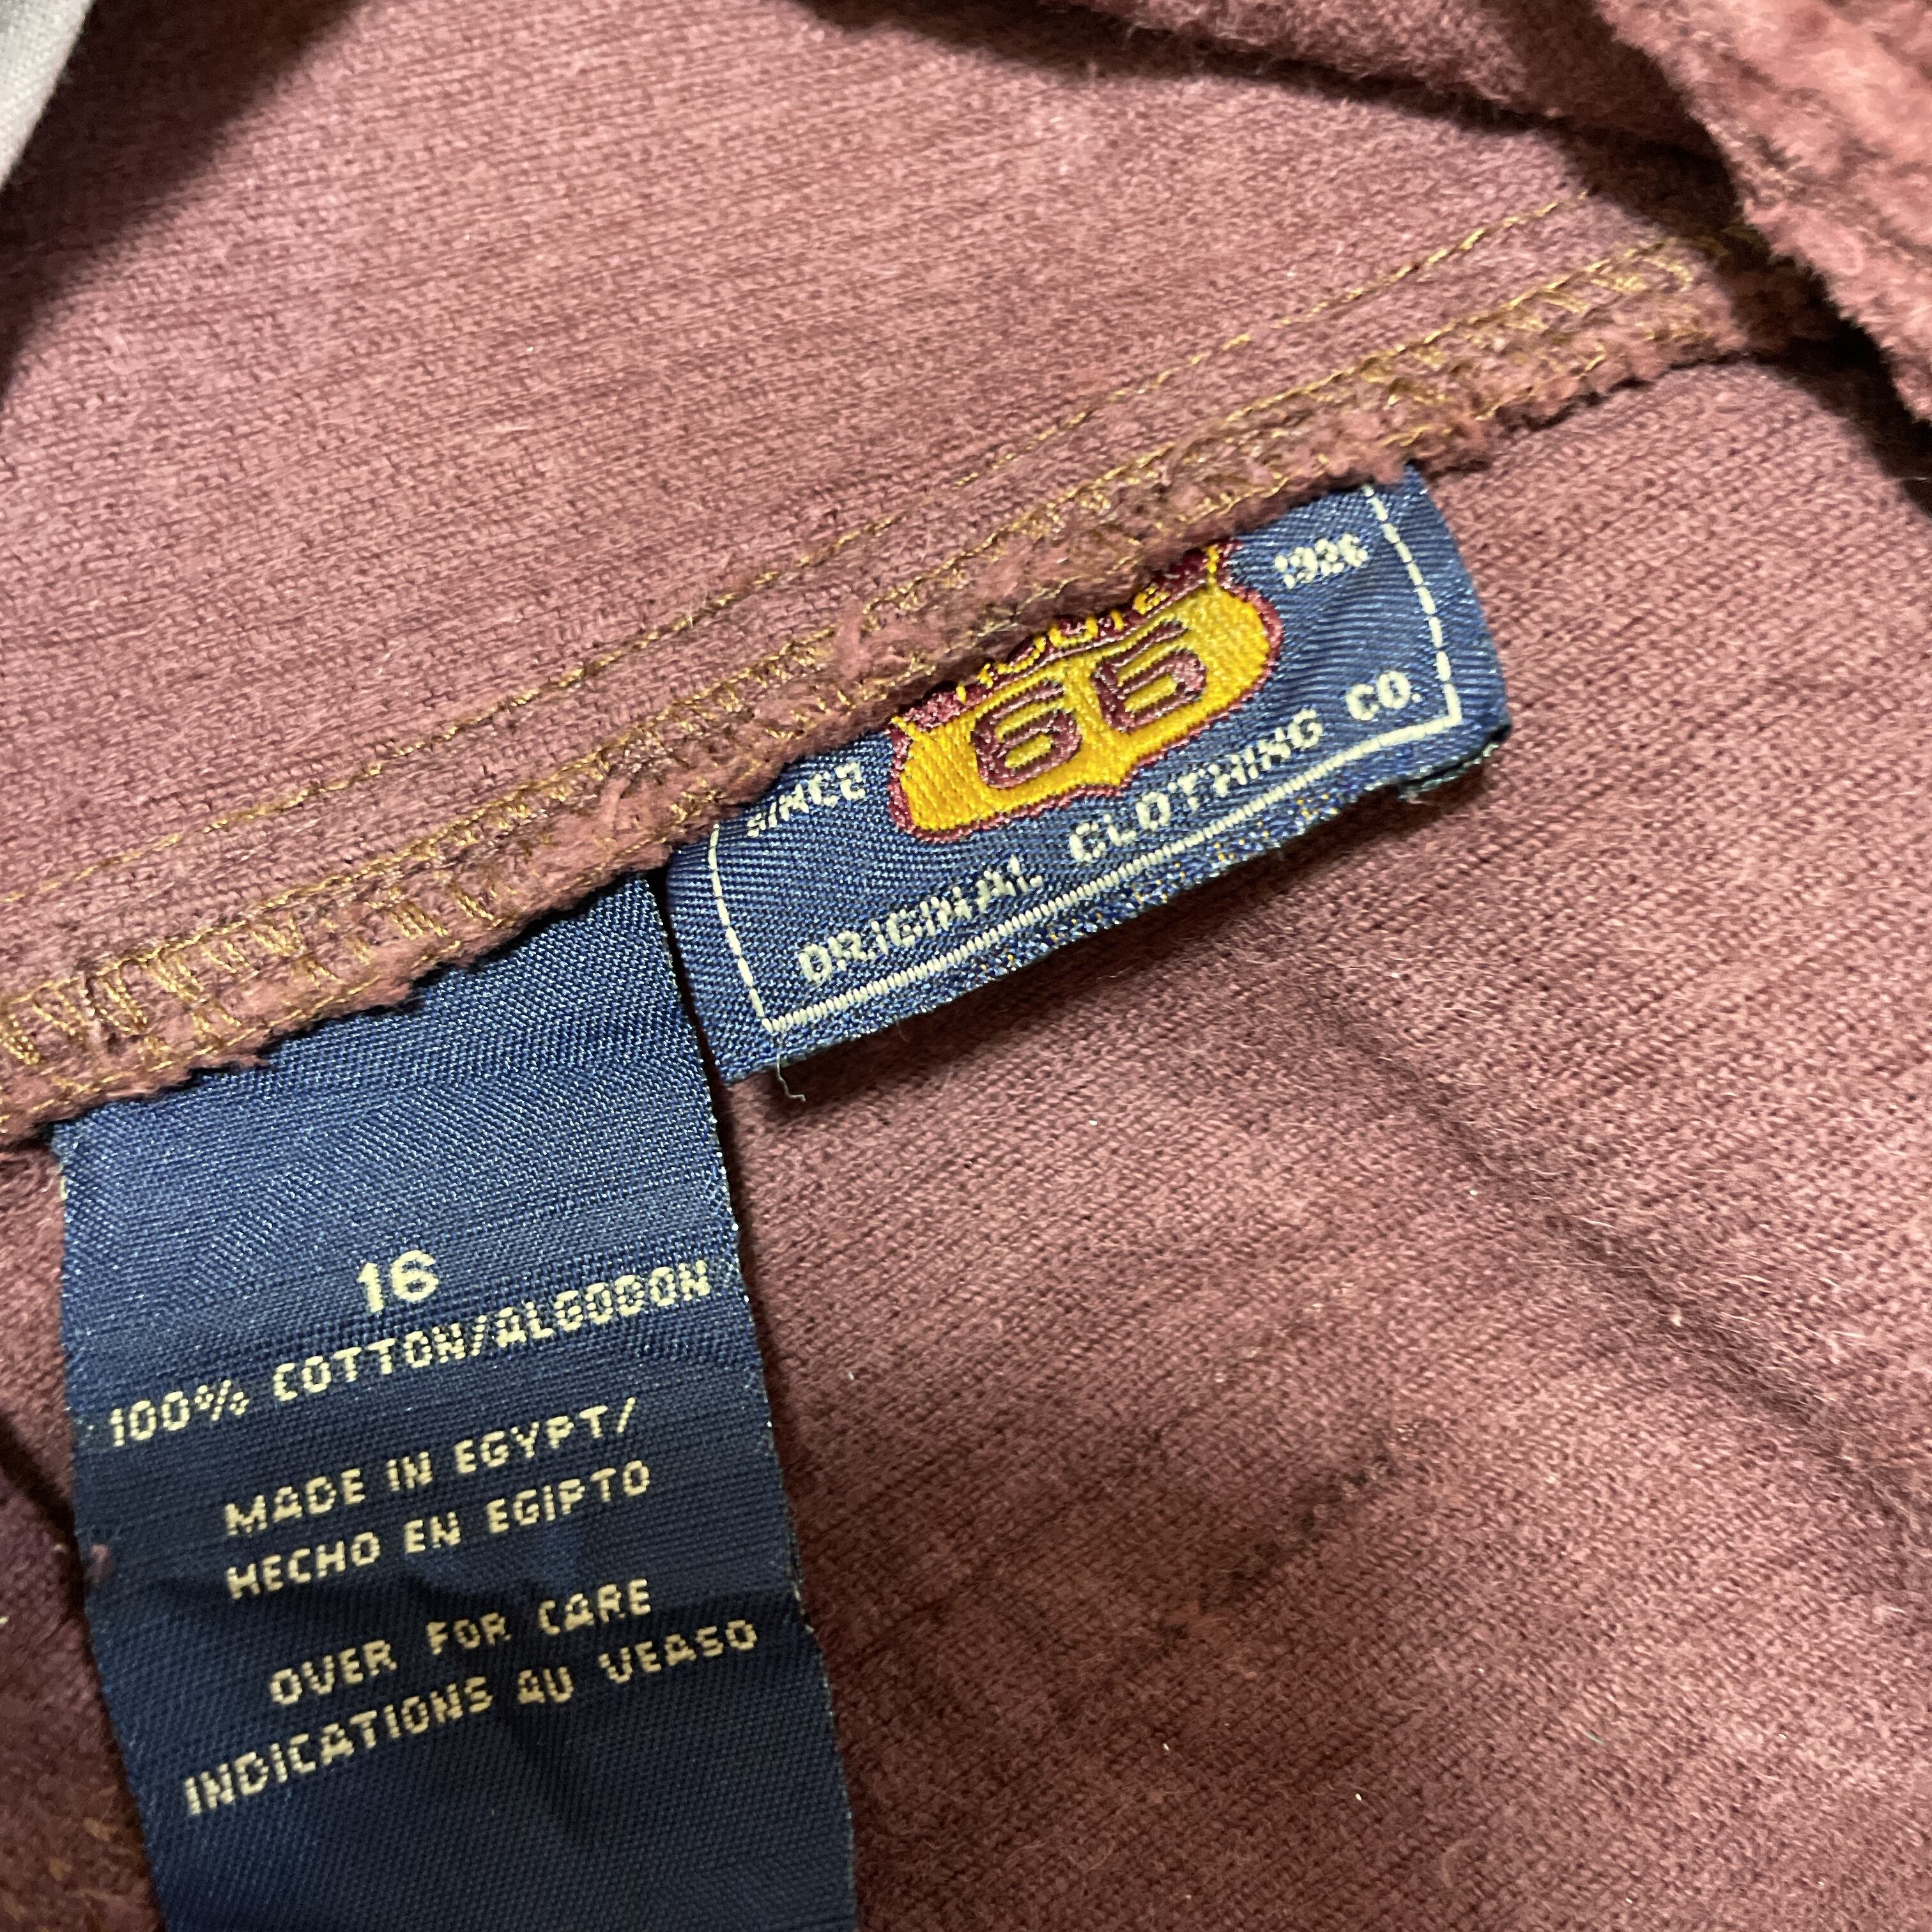 ROUTE
66
SINCE 1926
ORIGINAL CLOTHING CO.
16
100% COTTON/ALGODON
MADE IN EGYPT/
HECHO EN EGIPTO
OVER FOR CARE
INDICATIONS AU VEASO